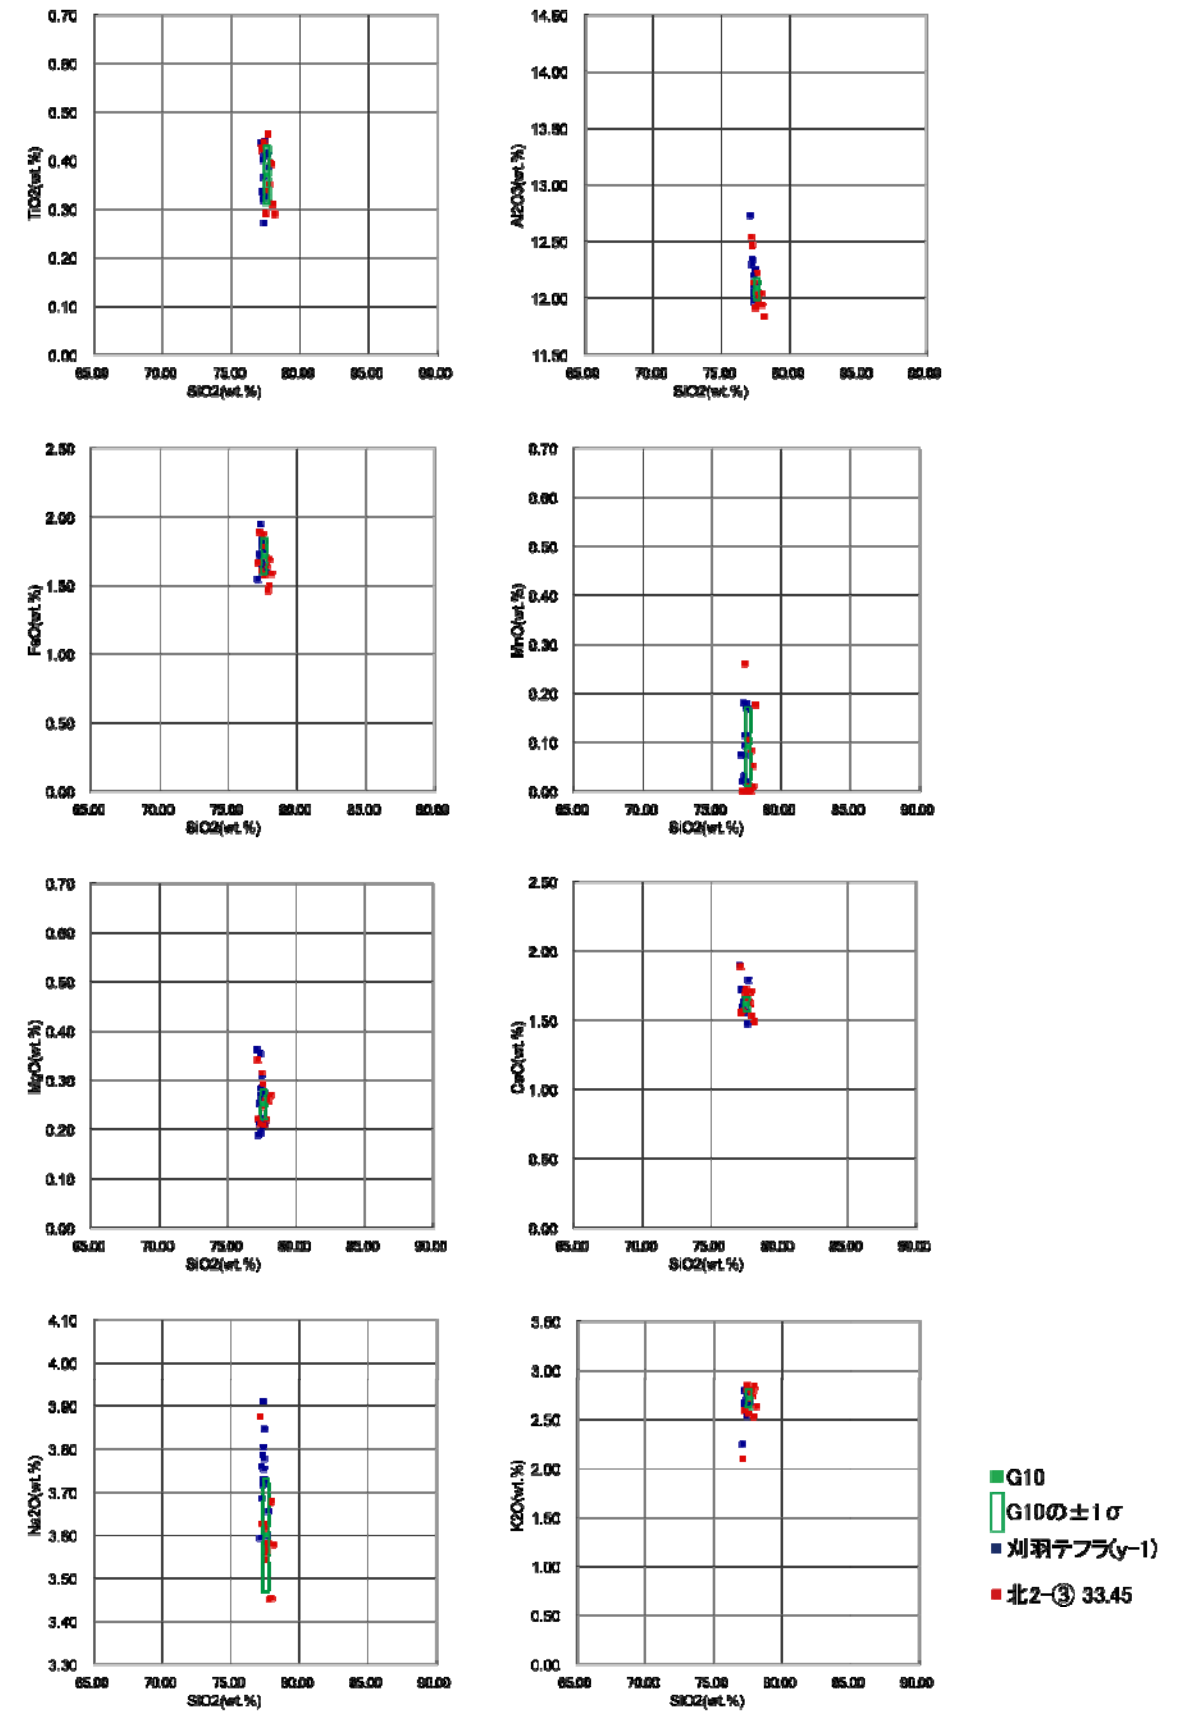 0.70
0.60
0.50
0.40
0.30
0.20
0.10
0.00
TiO2(wt.%)
65.00 70.00 75.00 80.00 85.00 90.00
SiO2(wt.%)
14.50
14.00
13.50
13.00
12.50
12.00
11.50
Al2O3(wt.%)
65.00 70.00 75.00 80.00 85.00 90.00
SiO2(wt.%)
2.50
2.00
1.50
1.00
0.50
0.00
FeO(wt.%)
65.00 70.00 75.00 80.00 85.00 90.00
SiO2(wt.%)
0.70
0.60
0.50
0.40
0.30
0.20
0.10
0.00
MnO(wt.%)
65.00 70.00 75.00 80.00 85.00 90.00
SiO2(wt.%)
0.70
0.60
0.50
0.40
0.30
0.20
0.10
0.00
MgO(wt.%)
65.00 70.00 75.00 80.00 85.00 90.00
SiO2(wt.%)
2.50
2.00
1.50
1.00
0.50
0.00
CaO(wt.%)
65.00 70.00 75.00 80.00 85.00 90.00
SiO2(wt.%)
4.10
4.00
3.90
3.80
3.70
3.60
3.50
3.40
3.30
Na2O(wt.%)
65.00 70.00 75.00 80.00 85.00 90.00
SiO2(wt.%)
3.50
3.00
2.50
2.00
1.50
1.00
0.50
0.00
K2O(wt.%)
65.00 70.00 75.00 80.00 85.00 90.00
SiO2(wt.%)
G10
G10の±1σ
刈羽テフラ(y-1)
北2-③ 33.45